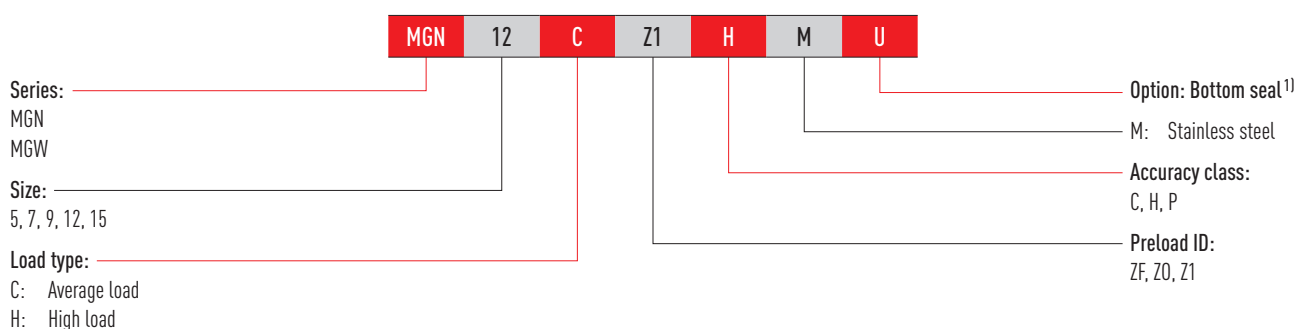 MGN 12 C Z1 H M U
Series:
MGN
MGW
Size:
5, 7, 9, 12, 15
Load type:
C: Average load
H: High load
Option: Bottom seal 1)
M: Stainless steel
Accuracy class:
C, H, P
Preload ID:
ZF, Z0, Z1